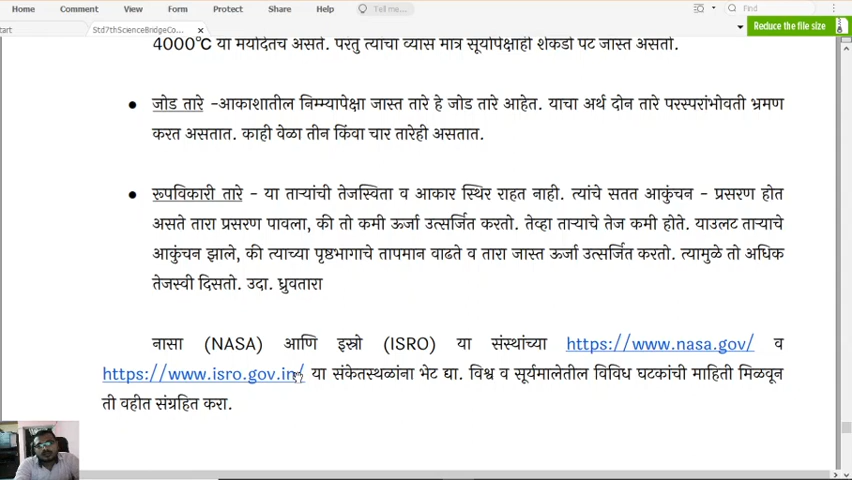 Home Comment View Form Protect Share Help Tell me... Find
Reduce the file size
tart Std7thScienceBridgeCo...
4000℃ या मर्यादितच असते. परंतु त्यांचा व्यास मात्र सूर्यापेक्षाही शेकडो पट जास्त असतो.
● जोड तारे -आकाशातील निम्म्यापेक्षा जास्त तारे हे जोड तारे आहेत. याचा अर्थ दोन तारे परस्परांभोवती भ्रमण
करत असतात. काही वेळा तीन किंवा चार तारेही असतात.
● रूपविकारी तारे - या ताऱ्यांची तेजस्विता व आकार स्थिर राहत नाही. त्यांचे सतत आकुंचन - प्रसरण होत
असते तारा प्रसरण पावला, की तो कमी ऊर्जा उत्सर्जित करतो. तेव्हा ताऱ्याचे तेज कमी होते. याउलट ताऱ्याचे
आकुंचन झाले, की त्याच्या पृष्ठभागाचे तापमान वाढते व तारा जास्त ऊर्जा उत्सर्जित करतो. त्यामुळे तो अधिक
तेजस्वी दिसतो. उदा. ध्रुवतारा
नासा (NASA) आणि इस्रो (ISRO) या संस्थांच्या https://www.nasa.gov/ व
https://www.isro.gov.in/ या संकेतस्थळांना भेट द्या. विश्व व सूर्यमालेतील विविध घटकांची माहिती मिळवून
ती वहीत संग्रहित करा.